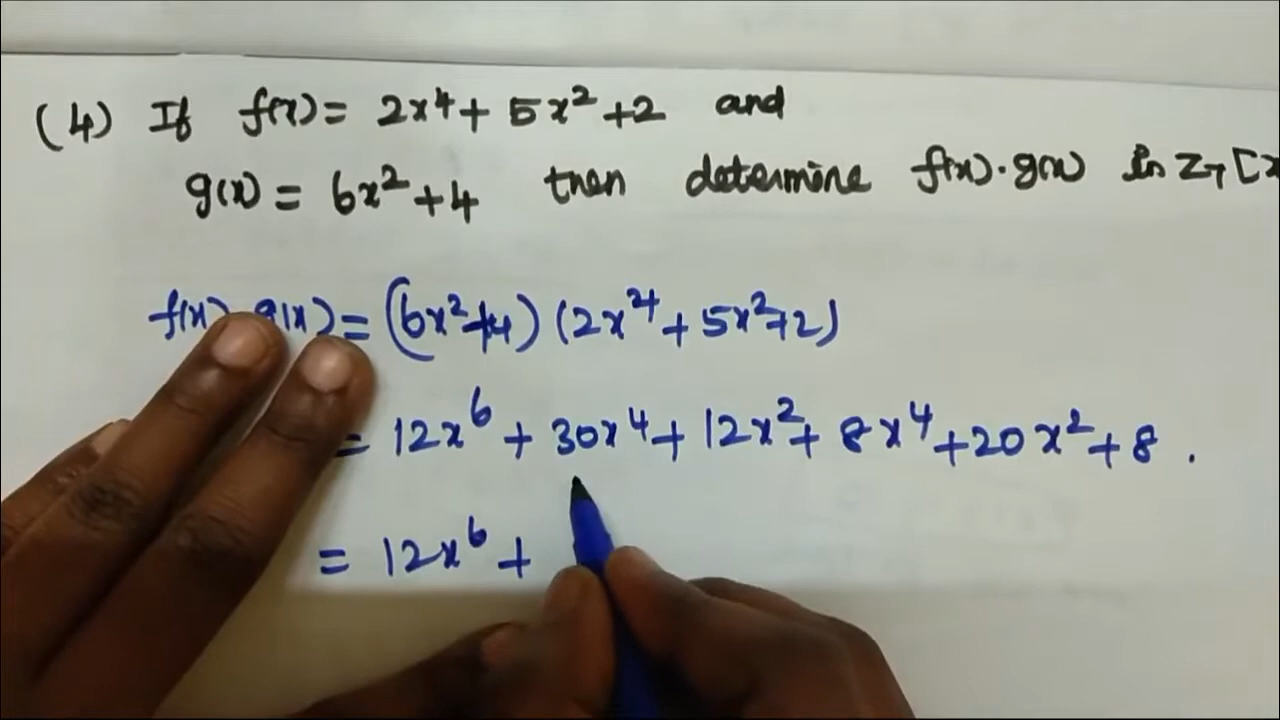 (4) If f(x) = 2x⁴ + 5x² + 2 and
g(x) = 6x² + 4 then determine f(x)·g(x) in Z₇[x
f(x) g(x) = (6x² + 4)(2x⁴ + 5x² + 2)
= 12x⁶ + 30x⁴ + 12x² + 8x⁴ + 20x² + 8.
= 12x⁶ +